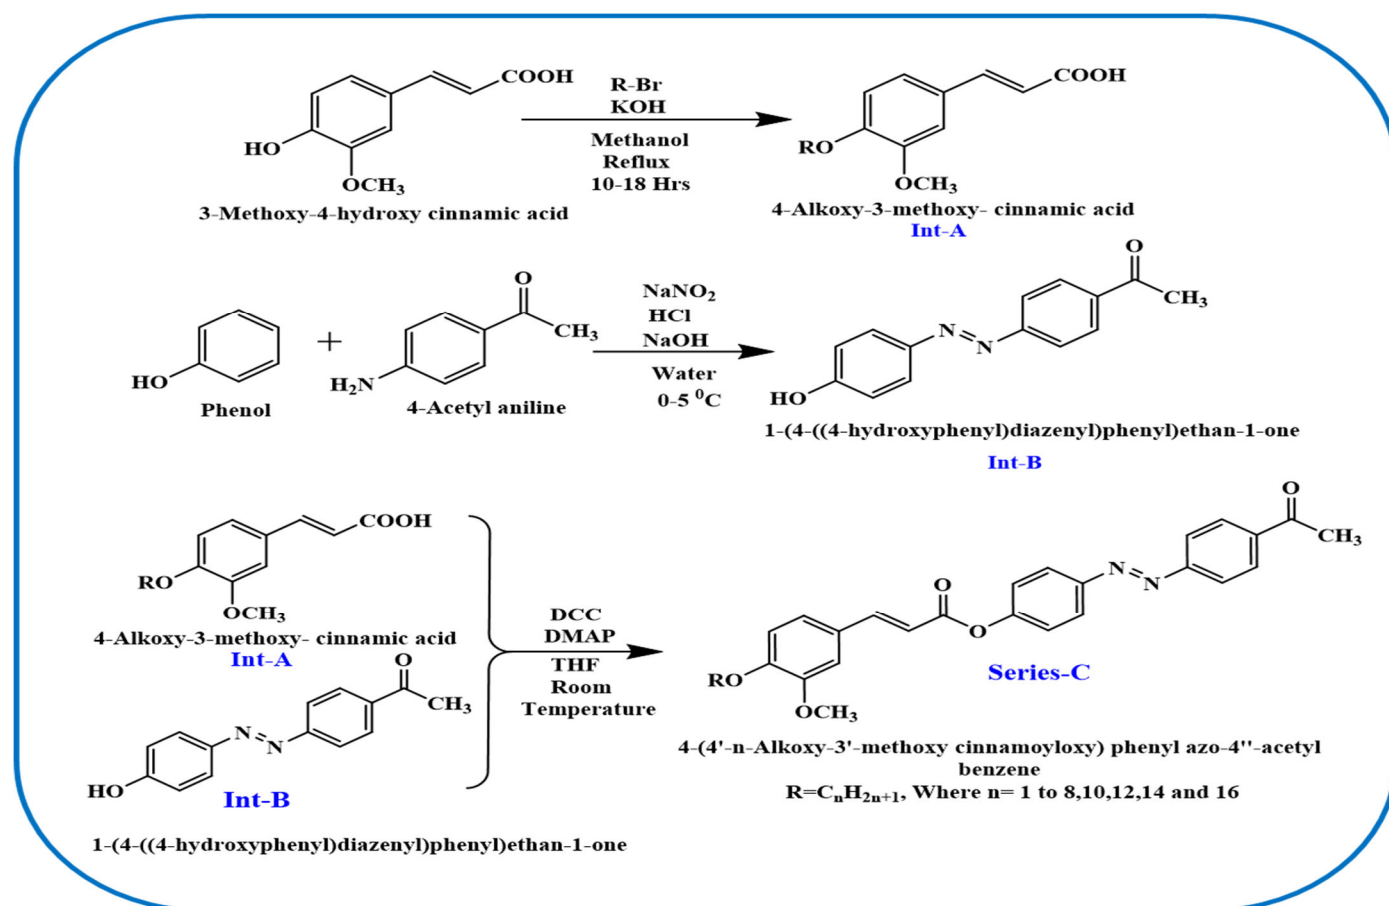 COOH
HO
OCH3
3-Methoxy-4-hydroxy cinnamic acid
R-Br
KOH
Methanol
Reflux
10-18 Hrs
COOH
RO
OCH3
4-Alkoxy-3-methoxy- cinnamic acid
Int-A
HO
Phenol
+
O
CH3
H2N
4-Acetyl aniline
NaNO2
HCl
NaOH
Water
0-5 0C
O
CH3
N
N
HO
1-(4-((4-hydroxyphenyl)diazenyl)phenyl)ethan-1-one
Int-B
COOH
RO
OCH3
4-Alkoxy-3-methoxy- cinnamic acid
Int-A
O
CH3
N
N
HO
Int-B
1-(4-((4-hydroxyphenyl)diazenyl)phenyl)ethan-1-one
DCC
DMAP
THF
Room
Temperature
O
CH3
N
N
O
O
RO
OCH3
Series-C
4-(4'-n-Alkoxy-3'-methoxy cinnamoyloxy) phenyl azo-4''-acetyl
benzene
R=CnH2n+1, Where n= 1 to 8,10,12,14 and 16